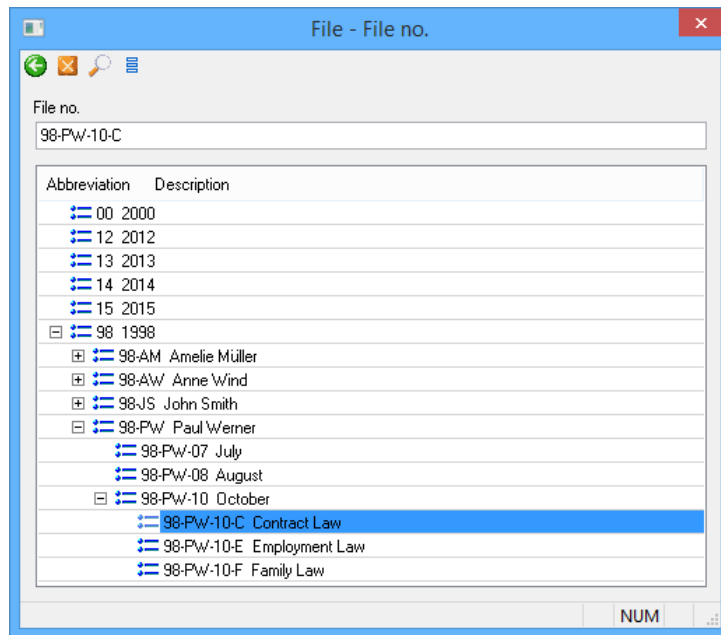 File - File no.
File no.
98-PW-10-C
Abbreviation Description
00 2000
12 2012
13 2013
14 2014
15 2015
98 1998
98-AM Amelie Müller
98-AW Anne Wind
98-JS John Smith
98-PW Paul Werner
98-PW-07 July
98-PW-08 August
98-PW-10 October
98-PW-10-C Contract Law
98-PW-10-E Employment Law
98-PW-10-F Family Law
NUM